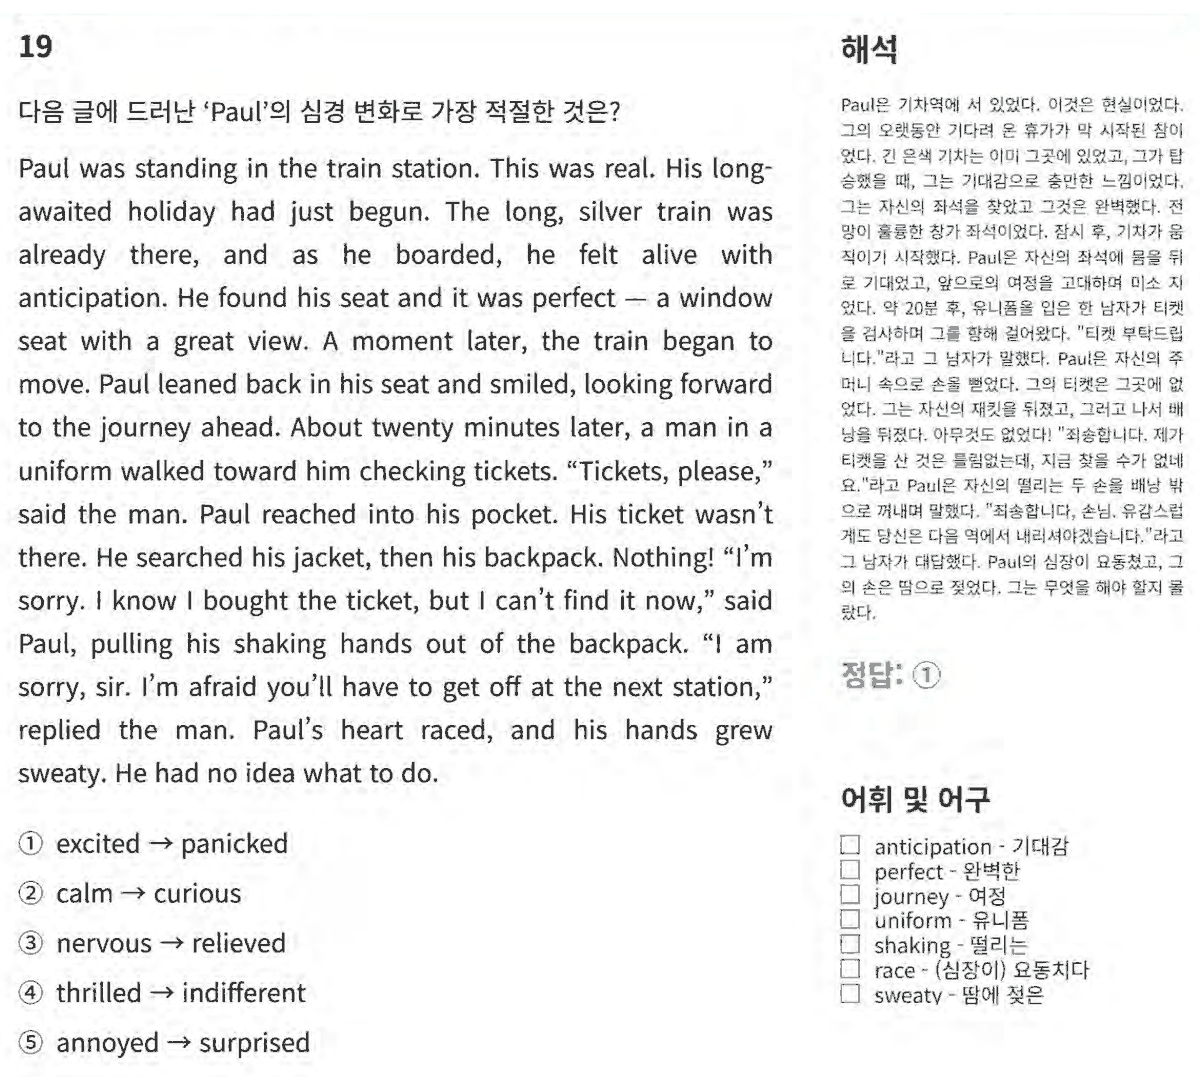 19
다음 글에 드러난 ‘Paul’의 심경 변화로 가장 적절한 것은?
Paul was standing in the train station. This was real. His long-
awaited holiday had just begun. The long, silver train was
already there, and as he boarded, he felt alive with
anticipation. He found his seat and it was perfect — a window
seat with a great view. A moment later, the train began to
move. Paul leaned back in his seat and smiled, looking forward
to the journey ahead. About twenty minutes later, a man in a
uniform walked toward him checking tickets. “Tickets, please,”
said the man. Paul reached into his pocket. His ticket wasn’t
there. He searched his jacket, then his backpack. Nothing! “I’m
sorry. I know I bought the ticket, but I can’t find it now,” said
Paul, pulling his shaking hands out of the backpack. “I am
sorry, sir. I’m afraid you’ll have to get off at the next station,”
replied the man. Paul’s heart raced, and his hands grew
sweaty. He had no idea what to do.
① excited → panicked
② calm → curious
③ nervous → relieved
④ thrilled → indifferent
⑤ annoyed → surprised
해석
Paul은 기차역에 서 있었다. 이것은 현실이었다.
그의 오랫동안 기다려 온 휴가가 막 시작된 참이
었다. 긴 은색 기차는 이미 그곳에 있었고, 그가 탑
승했을 때, 그는 기대감으로 충만한 느낌이었다.
그는 자신의 좌석을 찾았고 그것은 완벽했다. 전
망이 훌륭한 창가 좌석이었다. 잠시 후, 기차가 움
직이기 시작했다. Paul은 자신의 좌석에 몸을 뒤
로 기대었고, 앞으로의 여정을 고대하며 미소 지
었다. 약 20분 후, 유니폼을 입은 한 남자가 티켓
을 검사하며 그를 향해 걸어왔다. "티켓 부탁드립
니다."라고 그 남자가 말했다. Paul은 자신의 주
머니 속으로 손을 뻗었다. 그의 티켓은 그곳에 없
었다. 그는 자신의 재킷을 뒤졌고, 그러고 나서 배
낭을 뒤졌다. 아무것도 없었다! "죄송합니다. 제가
티켓을 산 것은 틀림없는데, 지금 찾을 수가 없네
요."라고 Paul은 자신의 떨리는 두 손을 배낭 밖
으로 꺼내며 말했다. "죄송합니다, 손님. 유감스럽
게도 당신은 다음 역에서 내리셔야겠습니다."라고
그 남자가 대답했다. Paul의 심장이 요동쳤고, 그
의 손은 땀으로 젖었다. 그는 무엇을 해야 할지 몰
랐다.
정답: ①
어휘 및 어구
☐ anticipation - 기대감
☐ perfect - 완벽한
☐ journey - 여정
☐ uniform - 유니폼
☐ shaking - 떨리는
☐ race - (심장이) 요동치다
☐ sweaty - 땀에 젖은